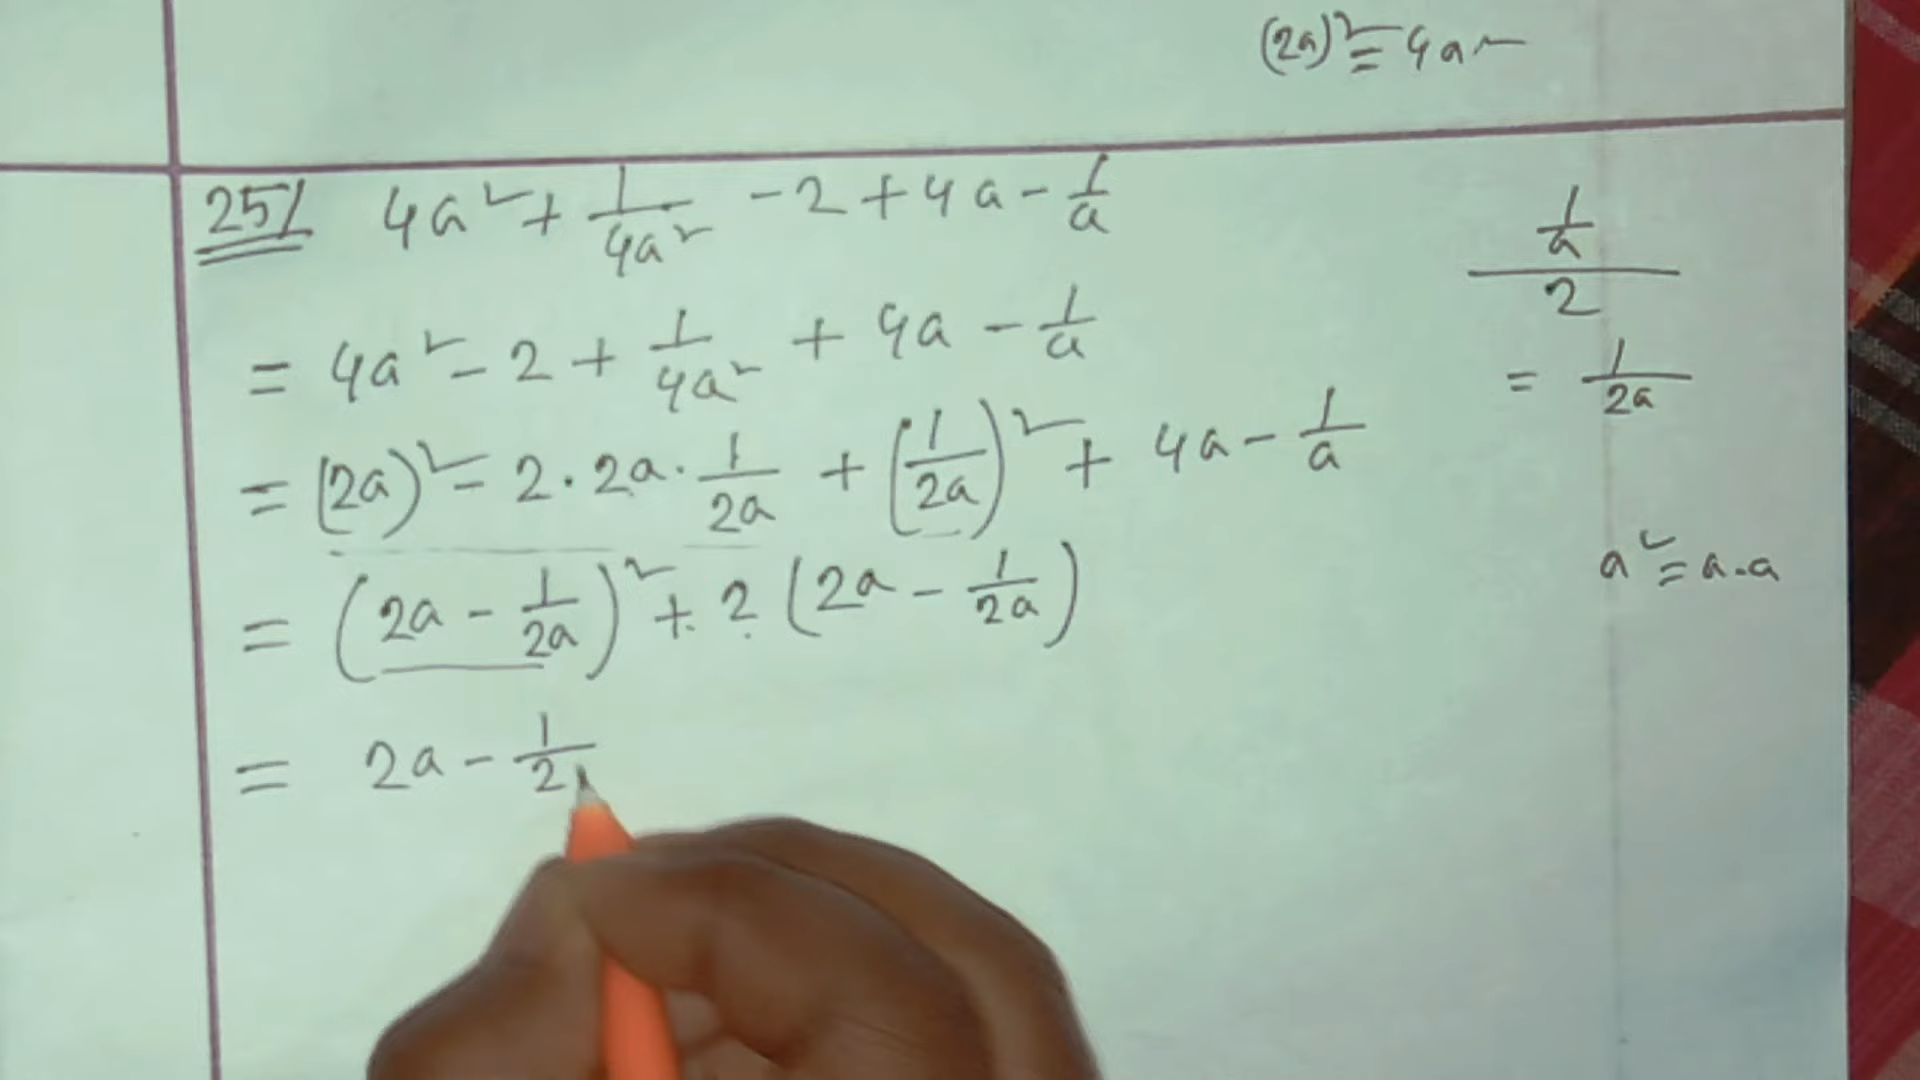 (2a)² = 4a²
25/ 4a² + 1/4a² - 2 + 4a - 1/a
= 4a² - 2 + 1/4a² + 4a - 1/a
= (2a)² - 2 · 2a · 1/2a + (1/2a)² + 4a - 1/a
= (2a - 1/2a)² + 2 (2a - 1/2a)
= 2a - 1/2
1/a
2
= 1/2a
a² = a.a